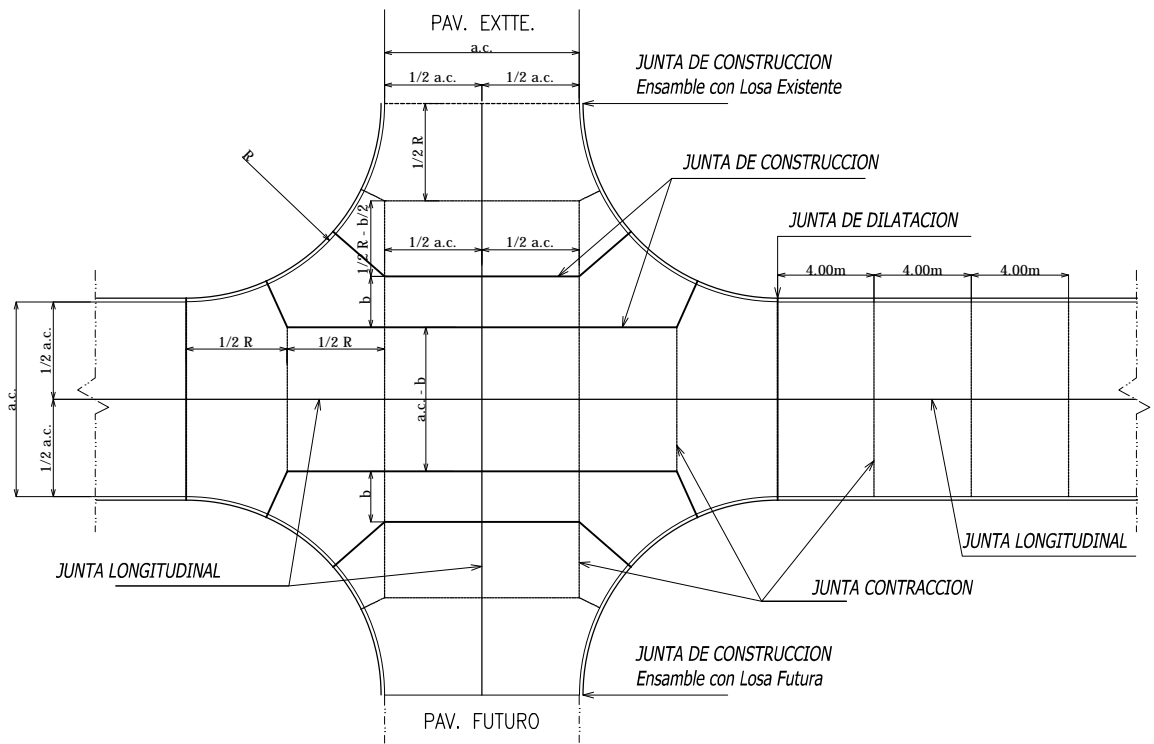 PAV. EXTTE.
a.c.
1/2 a.c.
1/2 a.c.
JUNTA DE CONSTRUCCION
Ensamble con Losa Existente
1/2 R
R
JUNTA DE CONSTRUCCION
1/2 R - b/2
JUNTA DE DILATACION
1/2 a.c.
1/2 a.c.
4.00m
4.00m
4.00m
b
1/2 a.c.
1/2 R
1/2 R
a.c.
a.c. - b
1/2 a.c.
b
JUNTA LONGITUDINAL
JUNTA LONGITUDINAL
JUNTA CONTRACCION
JUNTA DE CONSTRUCCION
Ensamble con Losa Futura
PAV. FUTURO